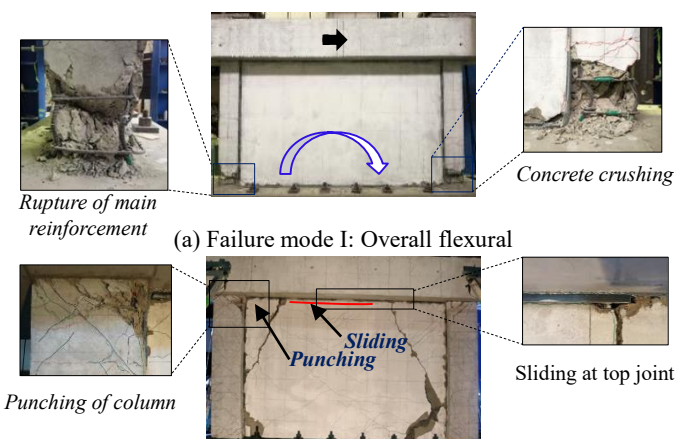 Rupture of main
reinforcement
Concrete crushing
(a) Failure mode I: Overall flexural
Sliding
Punching
Punching of column
Sliding at top joint